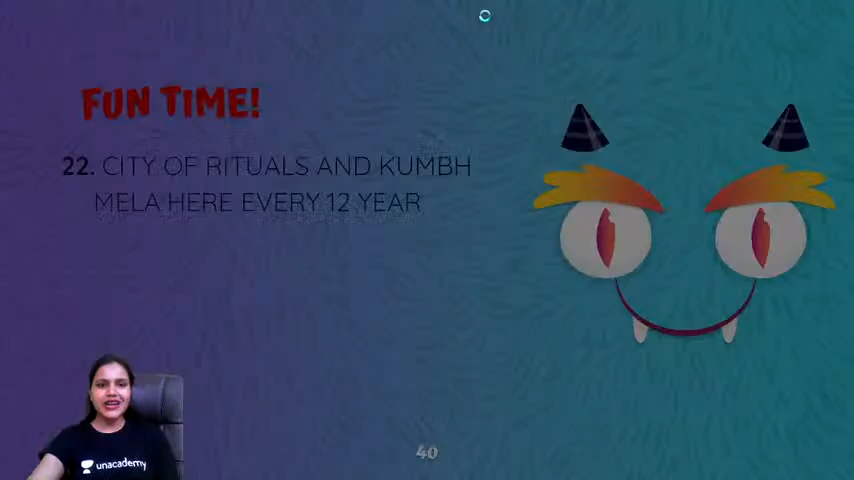 FUN TIME!
22. CITY OF RITUALS AND KUMBH
MELA HERE EVERY 12 YEAR
unacademy
40